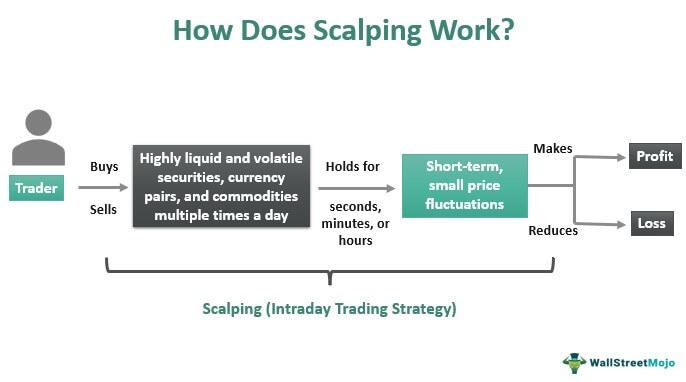 How Does Scalping Work?
Trader
Buys
Sells
Highly liquid and volatile
securities, currency
pairs, and commodities
multiple times a day
Holds for
seconds,
minutes, or
hours
Short-term,
small price
fluctuations
Makes
Reduces
Profit
Loss
Scalping (Intraday Trading Strategy)
WallStreetMojo